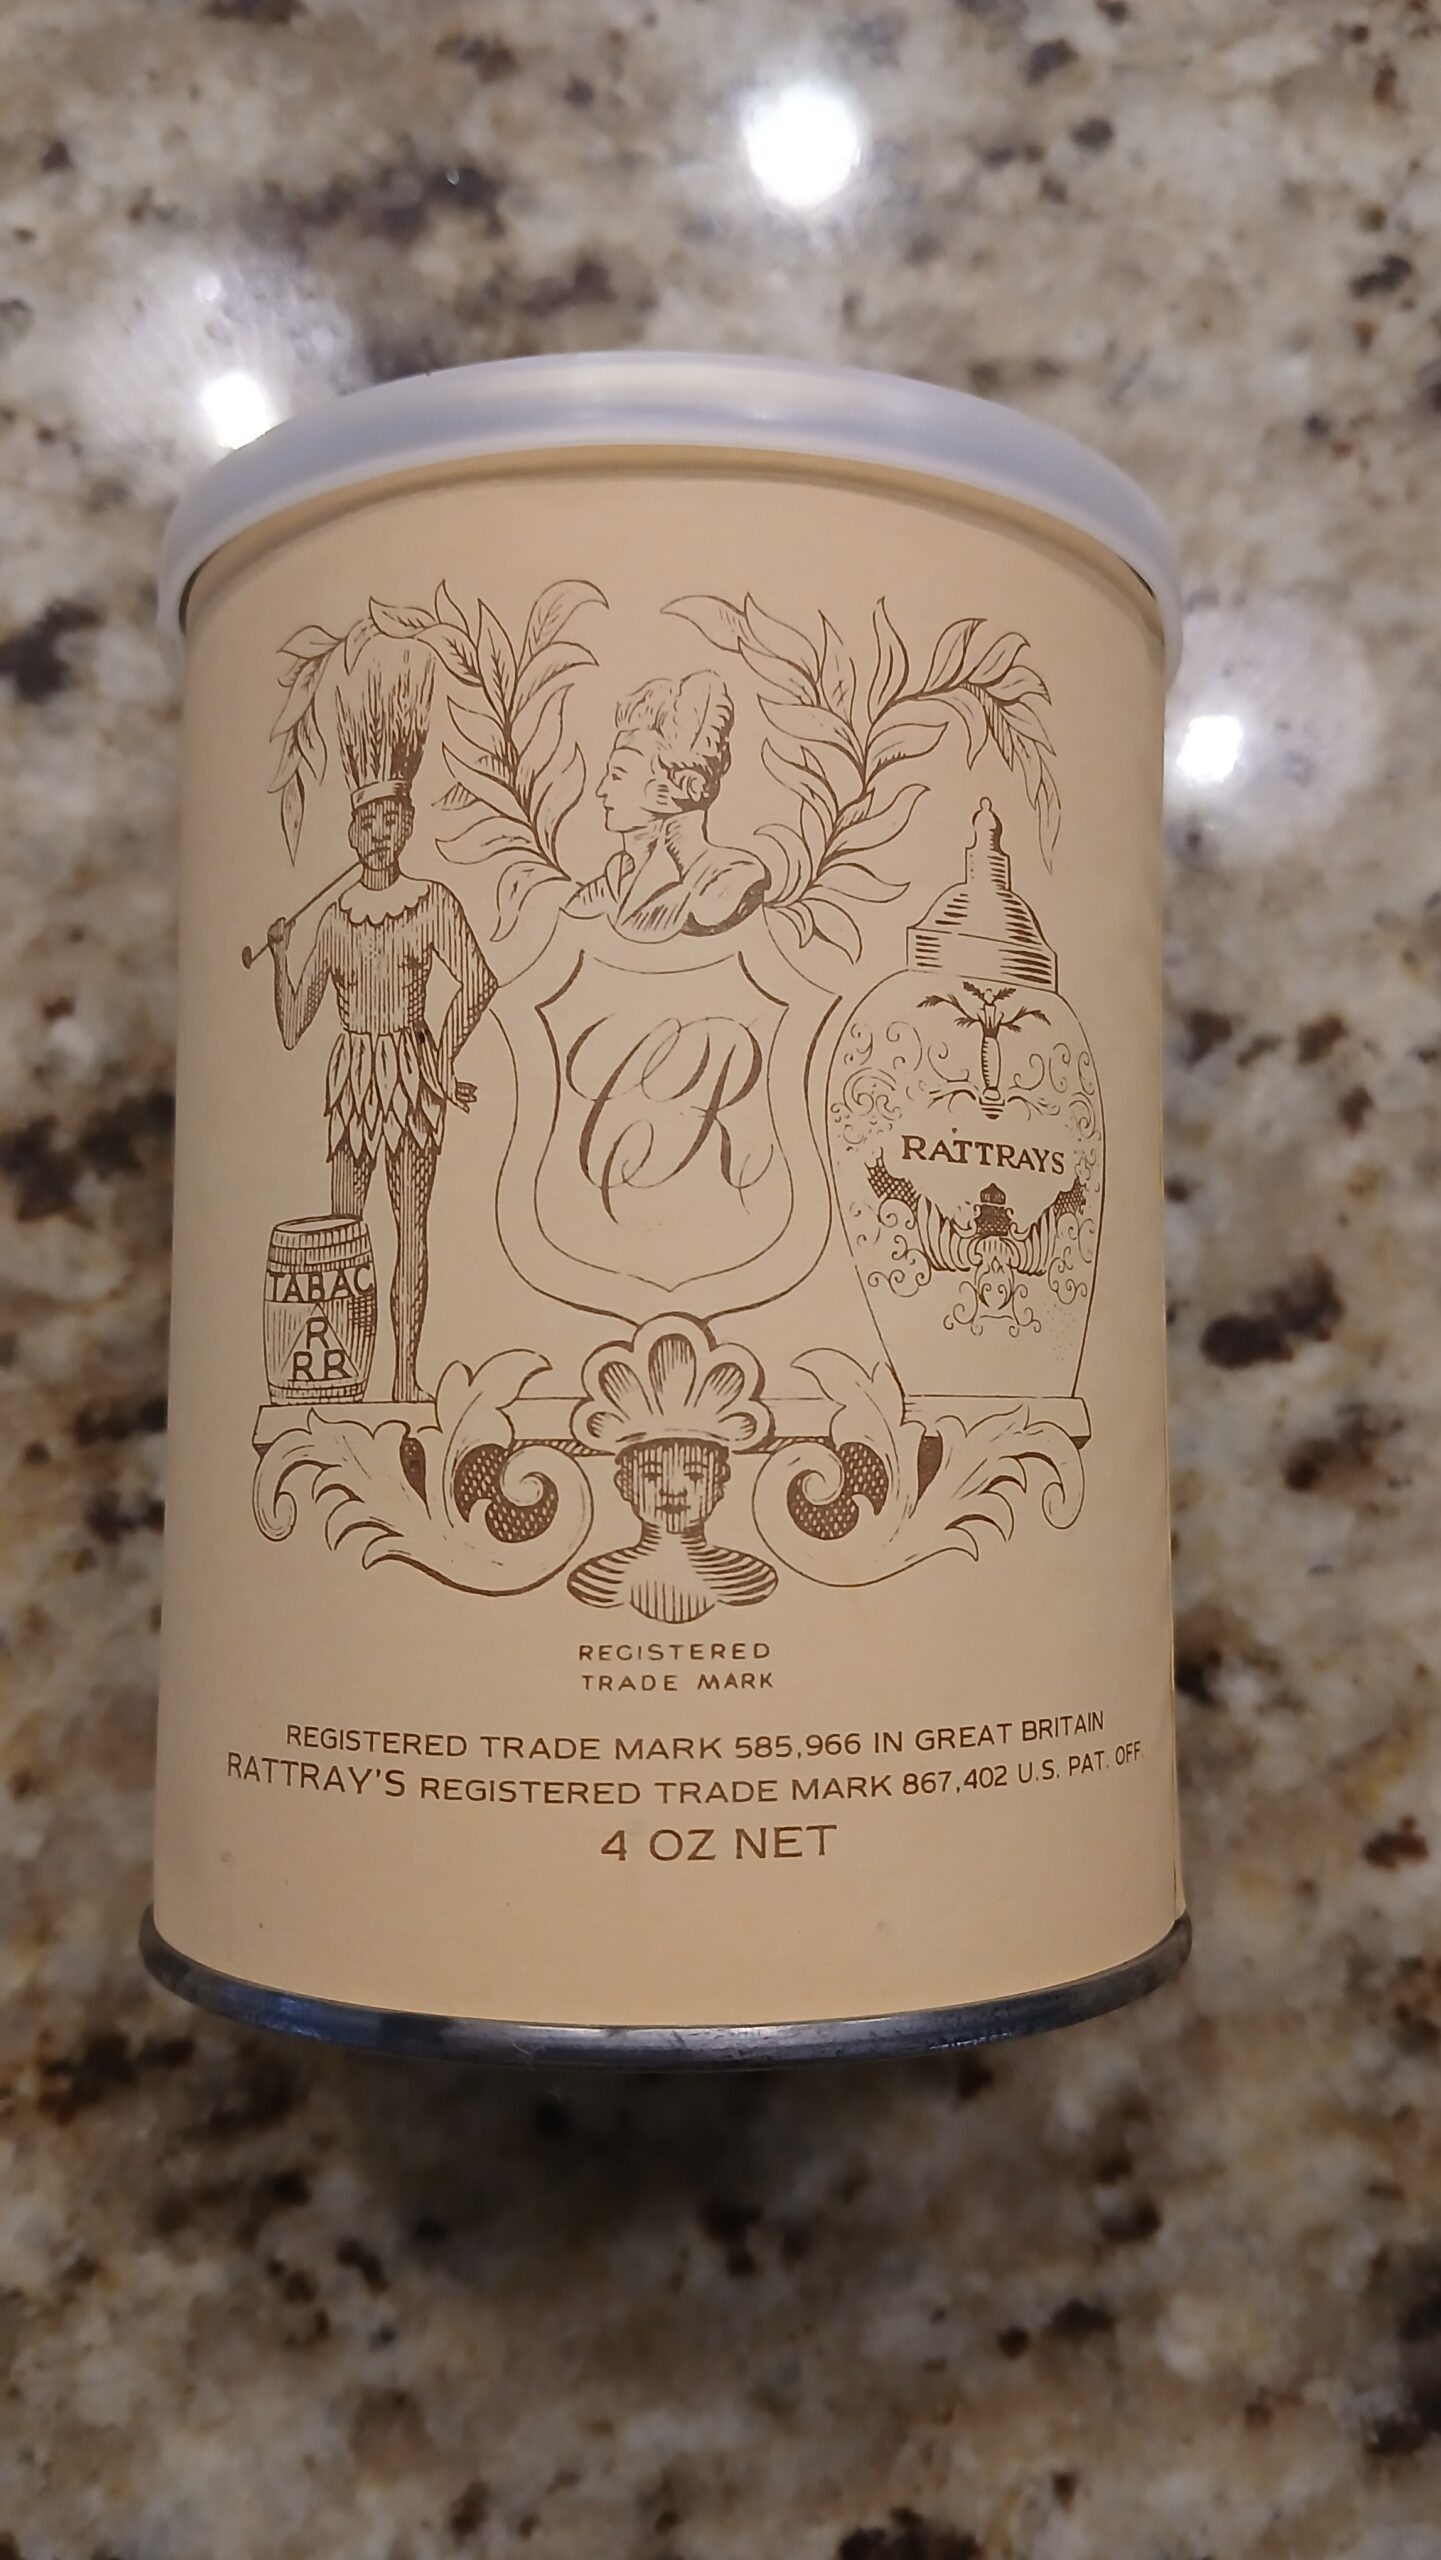 CR
RATTRAYS
TABAC
R
RR
REGISTERED
TRADE MARK
REGISTERED TRADE MARK 585,966 IN GREAT BRITAIN
RATTRAY'S REGISTERED TRADE MARK 867,402 U.S. PAT. OFF.
4 OZ NET